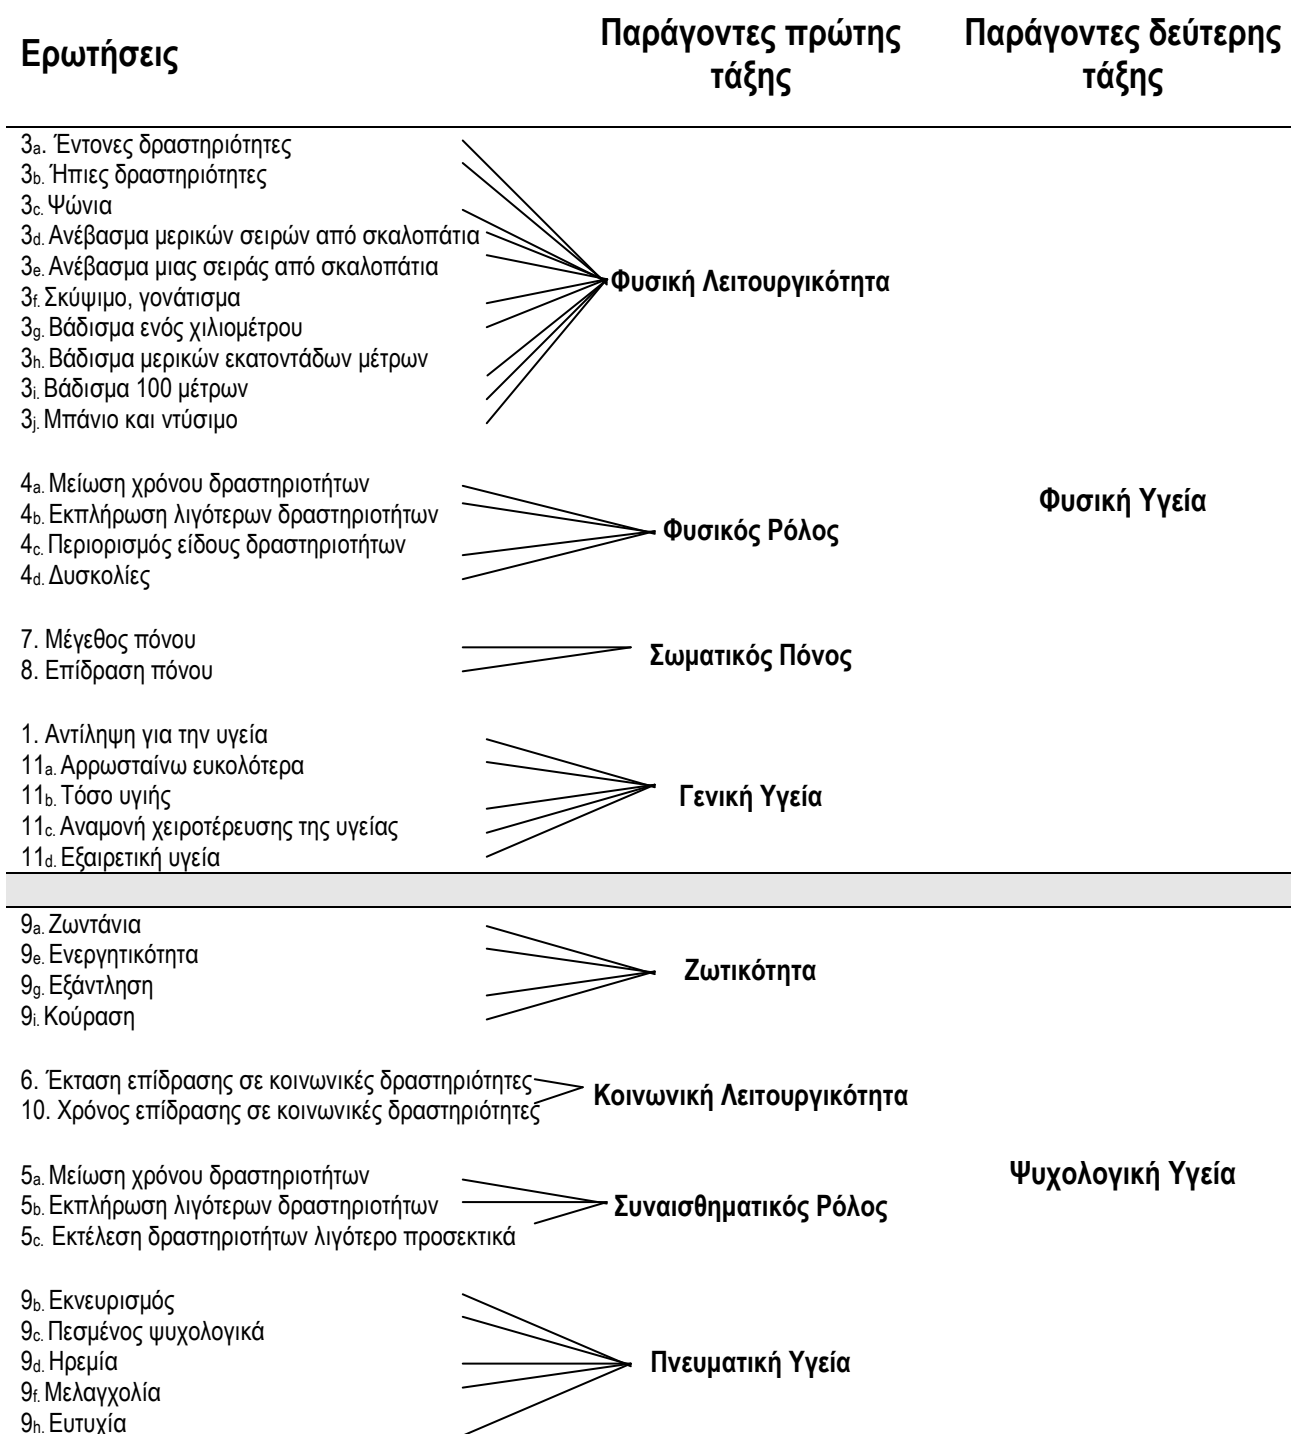 Ερωτήσεις
Παράγοντες πρώτης
τάξης
Παράγοντες δεύτερης
τάξης
3a. Έντονες δραστηριότητες
3b. Ήπιες δραστηριότητες
3c. Ψώνια
3d. Ανέβασμα μερικών σειρών από σκαλοπάτια
3e. Ανέβασμα μιας σειράς από σκαλοπάτια
3f. Σκύψιμο, γονάτισμα
3g. Βάδισμα ενός χιλιομέτρου
3h. Βάδισμα μερικών εκατοντάδων μέτρων
3i. Βάδισμα 100 μέτρων
3j. Μπάνιο και ντύσιμο
Φυσική Λειτουργικότητα
4a. Μείωση χρόνου δραστηριοτήτων
4b. Εκπλήρωση λιγότερων δραστηριοτήτων
4c. Περιορισμός είδους δραστηριοτήτων
4d. Δυσκολίες
Φυσικός Ρόλος
Φυσική Υγεία
7. Μέγεθος πόνου
8. Επίδραση πόνου
Σωματικός Πόνος
1. Αντίληψη για την υγεία
11a. Αρρωσταίνω ευκολότερα
11b. Τόσο υγιής
11c. Αναμονή χειροτέρευσης της υγείας
11d. Εξαιρετική υγεία
Γενική Υγεία
9a. Ζωντάνια
9e. Ενεργητικότητα
9g. Εξάντληση
9i. Κούραση
Ζωτικότητα
6. Έκταση επίδρασης σε κοινωνικές δραστηριότητες
10. Χρόνος επίδρασης σε κοινωνικές δραστηριότητες
Κοινωνική Λειτουργικότητα
5a. Μείωση χρόνου δραστηριοτήτων
5b. Εκπλήρωση λιγότερων δραστηριοτήτων
5c. Εκτέλεση δραστηριοτήτων λιγότερο προσεκτικά
Συναισθηματικός Ρόλος
Ψυχολογική Υγεία
9b. Εκνευρισμός
9c. Πεσμένος ψυχολογικά
9d. Ηρεμία
9f. Μελαγχολία
9h. Ευτυχία
Πνευματική Υγεία